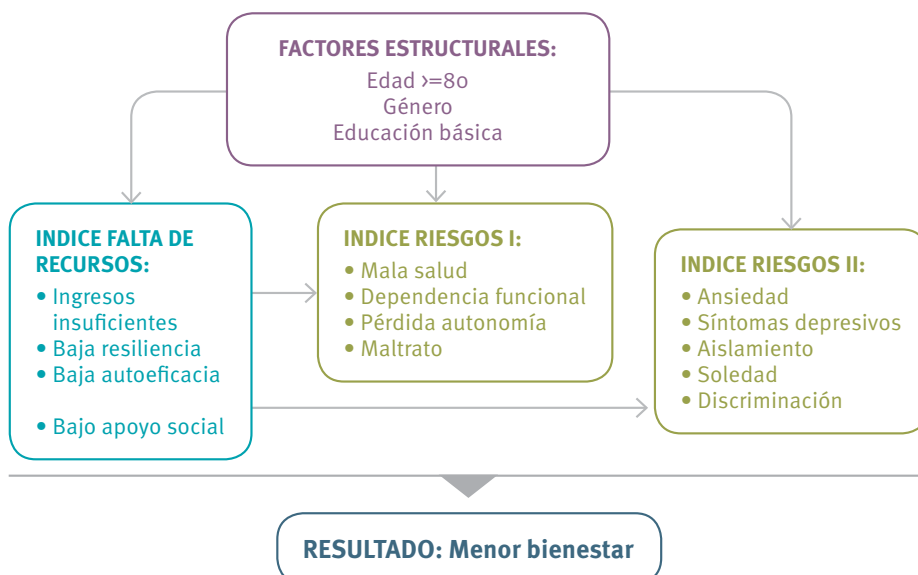 FACTORES ESTRUCTURALES:
Edad >=80
Género
Educación básica
INDICE FALTA DE
RECURSOS:
• Ingresos
insuficientes
• Baja resiliencia
• Baja autoeficacia
• Bajo apoyo social
INDICE RIESGOS I:
• Mala salud
• Dependencia funcional
• Pérdida autonomía
• Maltrato
INDICE RIESGOS II:
• Ansiedad
• Síntomas depresivos
• Aislamiento
• Soledad
• Discriminación
RESULTADO: Menor bienestar